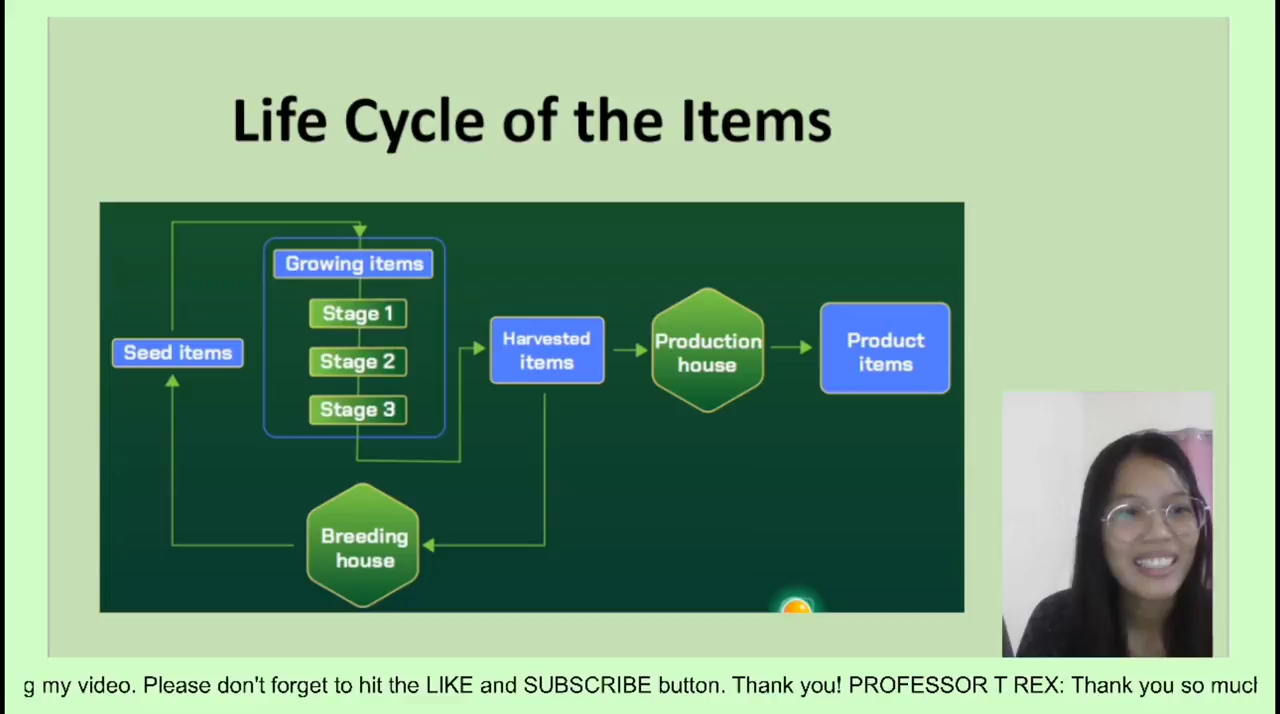 Life Cycle of the Items
Growing items
Stage 1
Seed items
Stage 2
Stage 3
Harvested
items
Production
house
Product
items
Breeding
house
g my video. Please don't forget to hit the LIKE and SUBSCRIBE button. Thank you! PROFESSOR T REX: Thank you so much